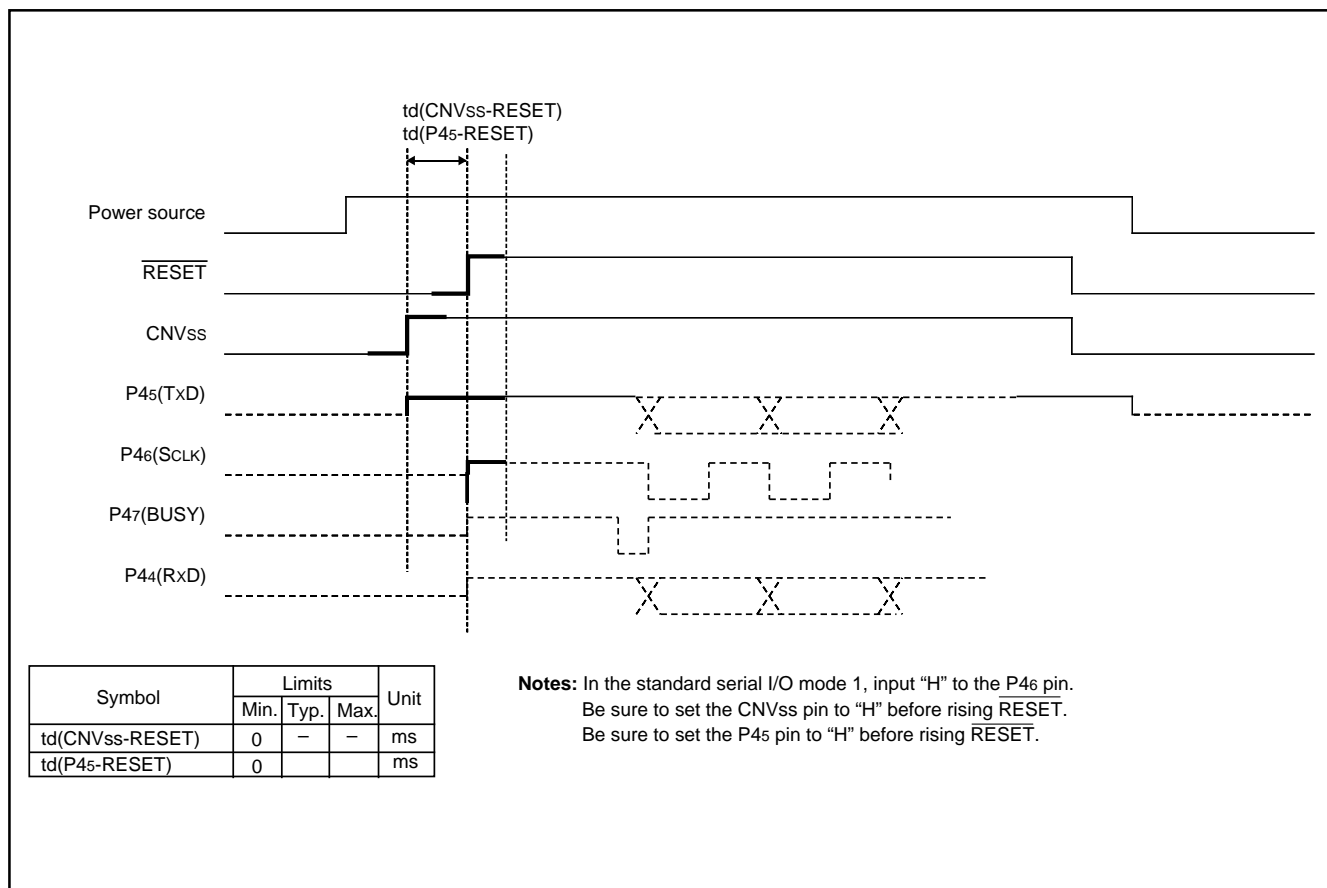 td(CNVss-RESET)
td(P45-RESET)
Power source
RESET
CNVss
P45(TxD)
P46(SCLK)
P47(BUSY)
P44(RxD)
Symbol Limits Unit
Min. Typ. Max.
td(CNVss-RESET) 0 – – ms
td(P45-RESET) 0 ms
Notes: In the standard serial I/O mode 1, input “H” to the P46 pin.
Be sure to set the CNVss pin to “H” before rising RESET.
Be sure to set the P45 pin to “H” before rising RESET.